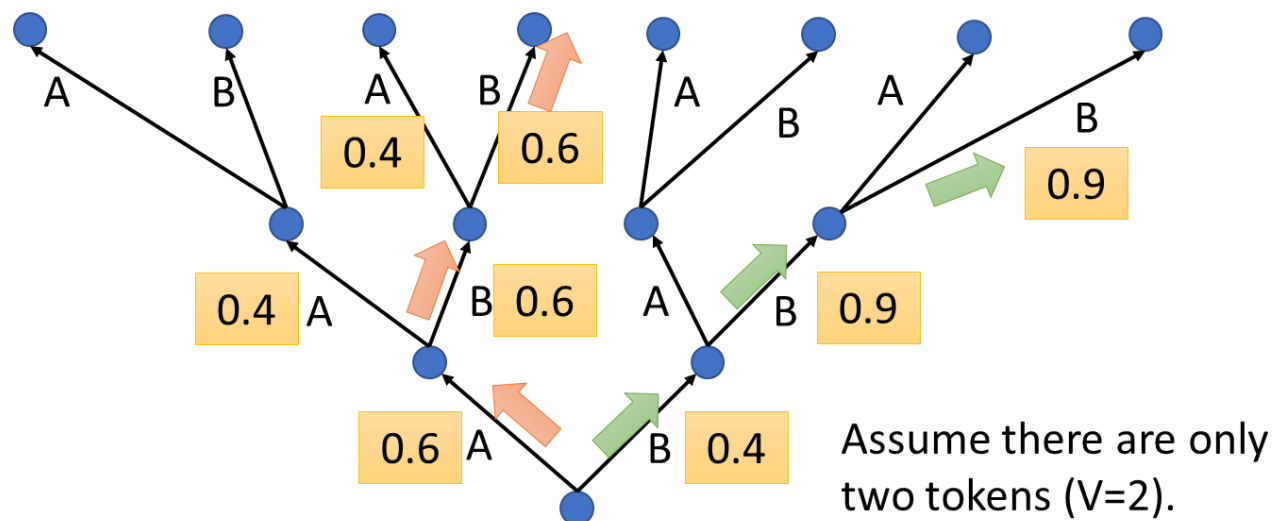 A B A B A B A B
0.4 0.6 0.9
0.4 A B 0.6 A B 0.9
0.6 A B 0.4
Assume there are only
two tokens (V=2).